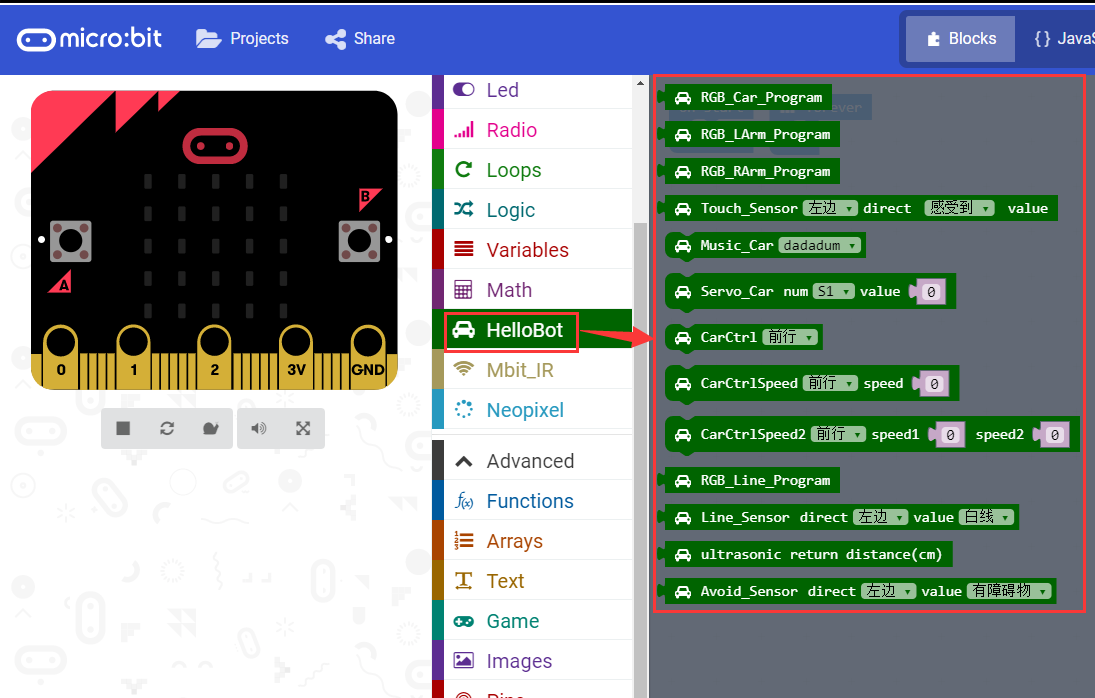 micro:bit Projects Share Blocks { } JavaS
B
A
0 1 2 3V GND
Led
Radio
Loops
Logic
Variables
Math
HelloBot
Mbit_IR
Neopixel
Advanced
Functions
Arrays
Text
Game
Images
RGB_Car_Program
RGB_LArm_Program
RGB_RArm_Program
Touch_Sensor 左边 direct 感受到 value
Music_Car dadadum
Servo_Car num S1 value 0
CarCtrl 前行
CarCtrlSpeed 前行 speed 0
CarCtrlSpeed2 前行 speed1 0 speed2 0
RGB_Line_Program
Line_Sensor direct 左边 value 白线
ultrasonic return distance(cm)
Avoid_Sensor direct 左边 value 有障碍物